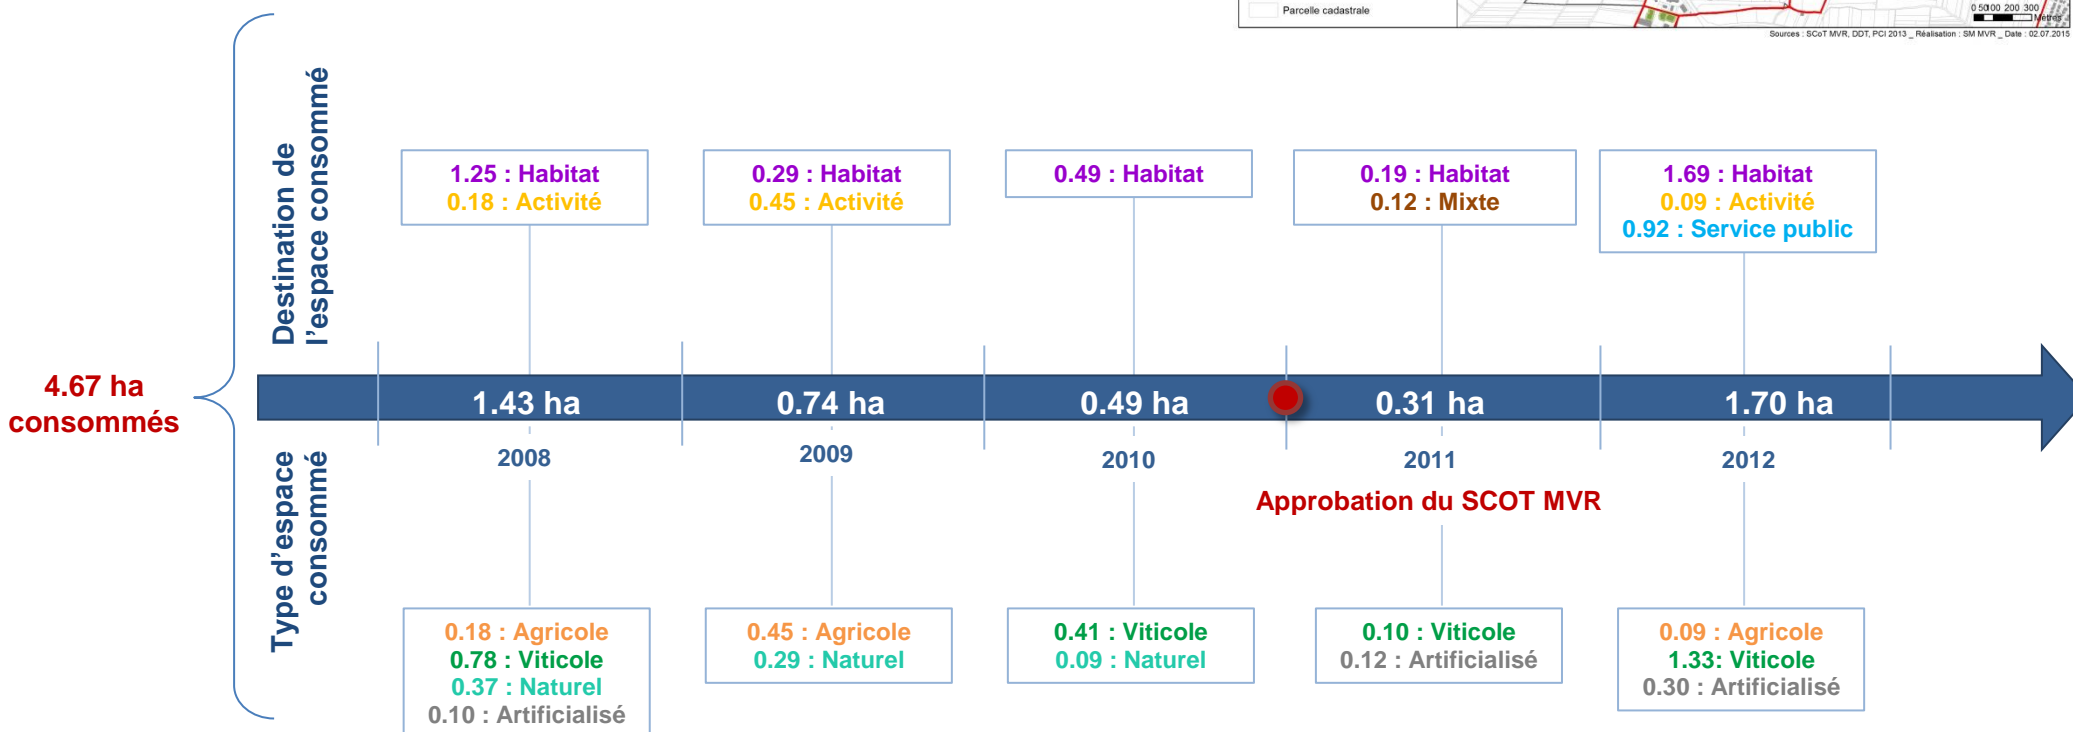 Parcelle cadastrale
0 50100 200 300
Mètres
Sources : SCoT MVR, DDT, PCI 2013 _ Réalisation : SM MVR _ Date : 02.07.2015
Destination de
l'espace consommé
1.25 : Habitat
0.18 : Activité
0.29 : Habitat
0.45 : Activité
0.49 : Habitat
0.19 : Habitat
0.12 : Mixte
1.69 : Habitat
0.09 : Activité
0.92 : Service public
4.67 ha
consommés
1.43 ha
0.74 ha
0.49 ha
0.31 ha
1.70 ha
2008
2009
2010
2011
2012
Approbation du SCOT MVR
Type d'espace
consommé
0.18 : Agricole
0.78 : Viticole
0.37 : Naturel
0.10 : Artificialisé
0.45 : Agricole
0.29 : Naturel
0.41 : Viticole
0.09 : Naturel
0.10 : Viticole
0.12 : Artificialisé
0.09 : Agricole
1.33: Viticole
0.30 : Artificialisé